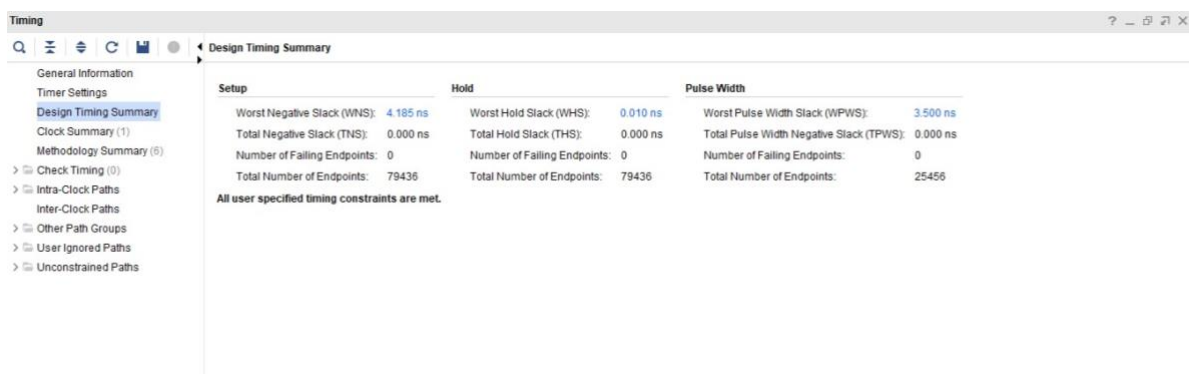 Timing
Design Timing Summary
General Information
Timer Settings
Design Timing Summary
Clock Summary (1)
Methodology Summary (6)
Check Timing (0)
Intra-Clock Paths
Inter-Clock Paths
Other Path Groups
User Ignored Paths
Unconstrained Paths
Setup
Worst Negative Slack (WNS): 4.185 ns
Total Negative Slack (TNS): 0.000 ns
Number of Failing Endpoints: 0
Total Number of Endpoints: 79436
Hold
Worst Hold Slack (WHS): 0.010 ns
Total Hold Slack (THS): 0.000 ns
Number of Failing Endpoints: 0
Total Number of Endpoints: 79436
Pulse Width
Worst Pulse Width Slack (WPWS): 3.500 ns
Total Pulse Width Negative Slack (TPWS): 0.000 ns
Number of Failing Endpoints: 0
Total Number of Endpoints: 25456
All user specified timing constraints are met.